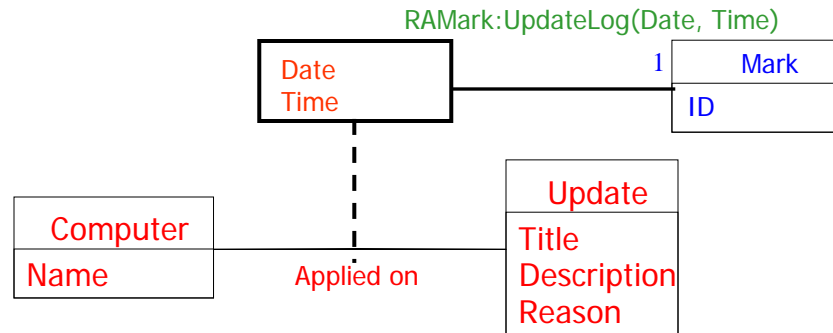 RAMark:UpdateLog(Date, Time)
Date
Time
1
Mark
ID
Computer
Name
Applied on
Update
Title
Description
Reason